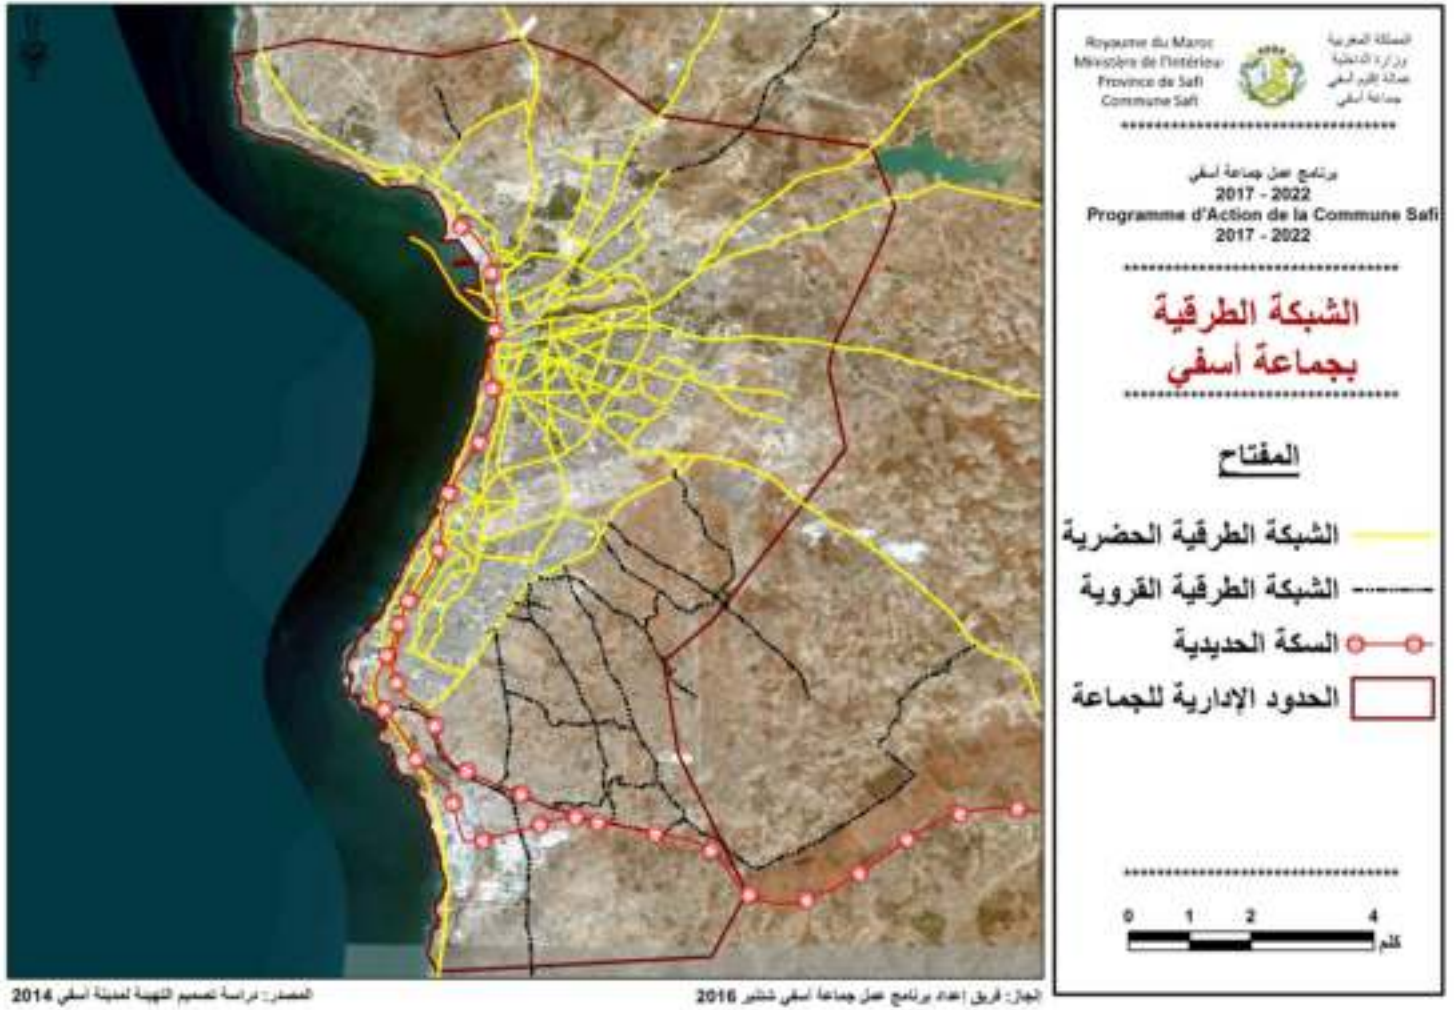 Royaume du Maroc
Ministère de l'Intérieur
Province de Safi
Commune Safi
المملكة المغربية
وزارة الداخلية
عمالة إقليم أسفي
جماعة أسفي
برنامج عمل جماعة أسفي
2017 - 2022
Programme d'Action de la Commune Safi
2017 - 2022
الشبكة الطرقية
بجماعة أسفي
المفتاح
الشبكة الطرقية الحضرية
الشبكة الطرقية القروية
السكة الحديدية
الحدود الإدارية للجماعة
0 1 2 4
كلم
انجاز: فريق إعداد برنامج عمل جماعة أسفي شتنبر 2016
المصدر: دراسة تصميم التهيئة لمدينة أسفي 2014